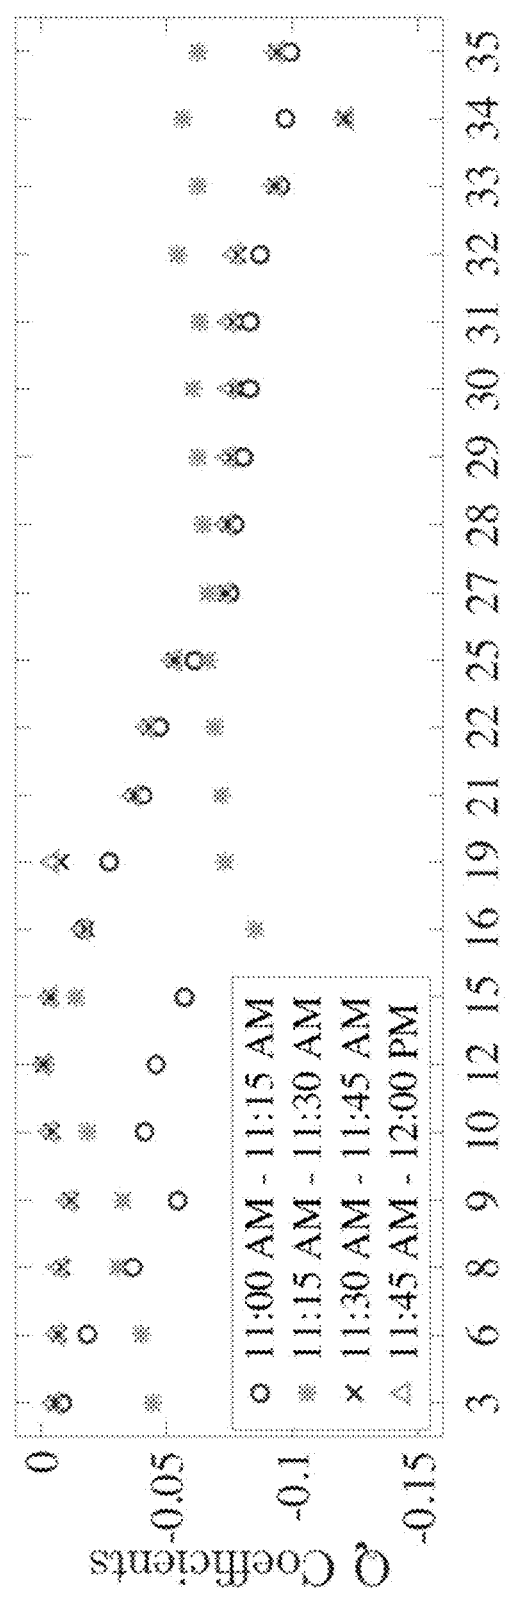 Q Coefficients
0
-0.05
-0.1
-0.15
11:00 AM - 11:15 AM
11:15 AM - 11:30 AM
11:30 AM - 11:45 AM
11:45 AM - 12:00 PM
3 6 8 9 10 12 15 16 19 21 22 25 27 28 29 30 31 32 33 34 35